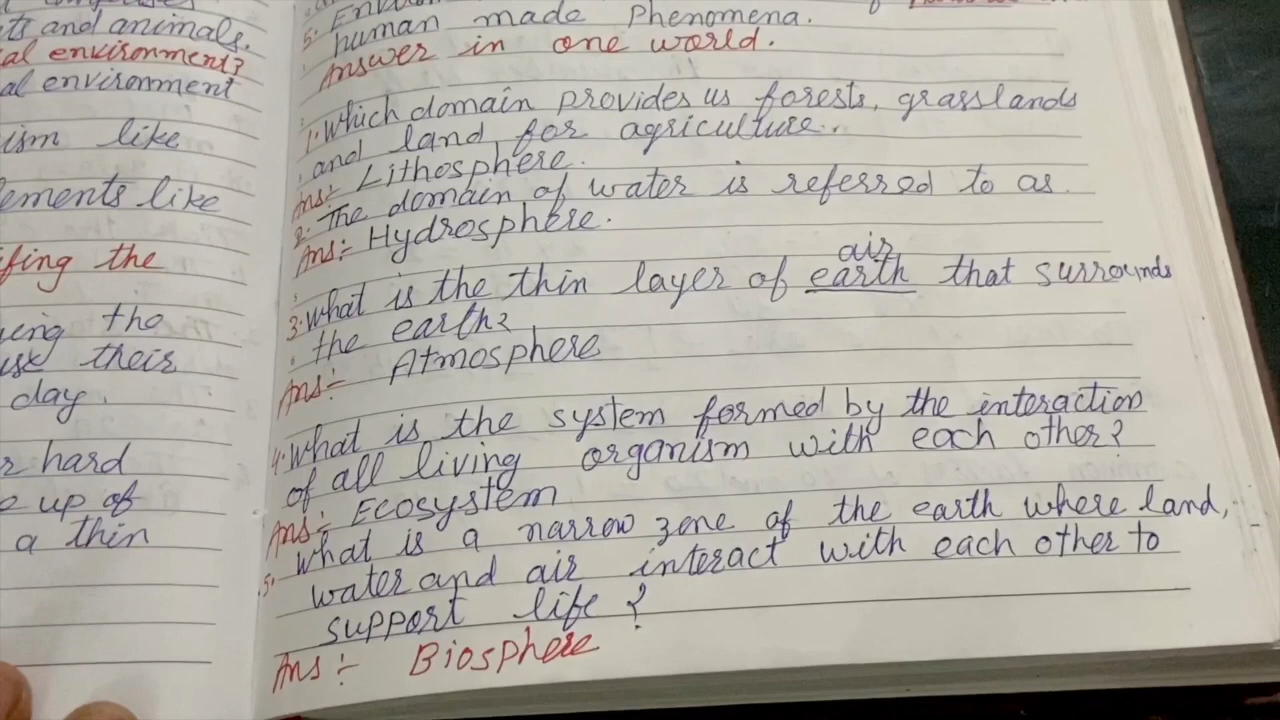 ts and animals.
al environment?
al environment
ism like
lements like
fing the
ying the
use their
day.
r hard
e up of
a thin
5. human made Phenomena.
Answer in one world.
1. Which domain provides us forests, grasslands
and land for agriculture.
Ans:- Lithosphere.
2. The domain of water is referred to as
Ans:- Hydrosphere.
air
3. What is the thin layer of earth that surrounds
the earth?
Ans:- Atmosphere
4. What is the system formed by the interaction
of all living organism with each other?
Ans:- Ecosystem
5. What is a narrow zone of the earth where land,
water and air interact with each other to
support life?
Ans:- Biosphere